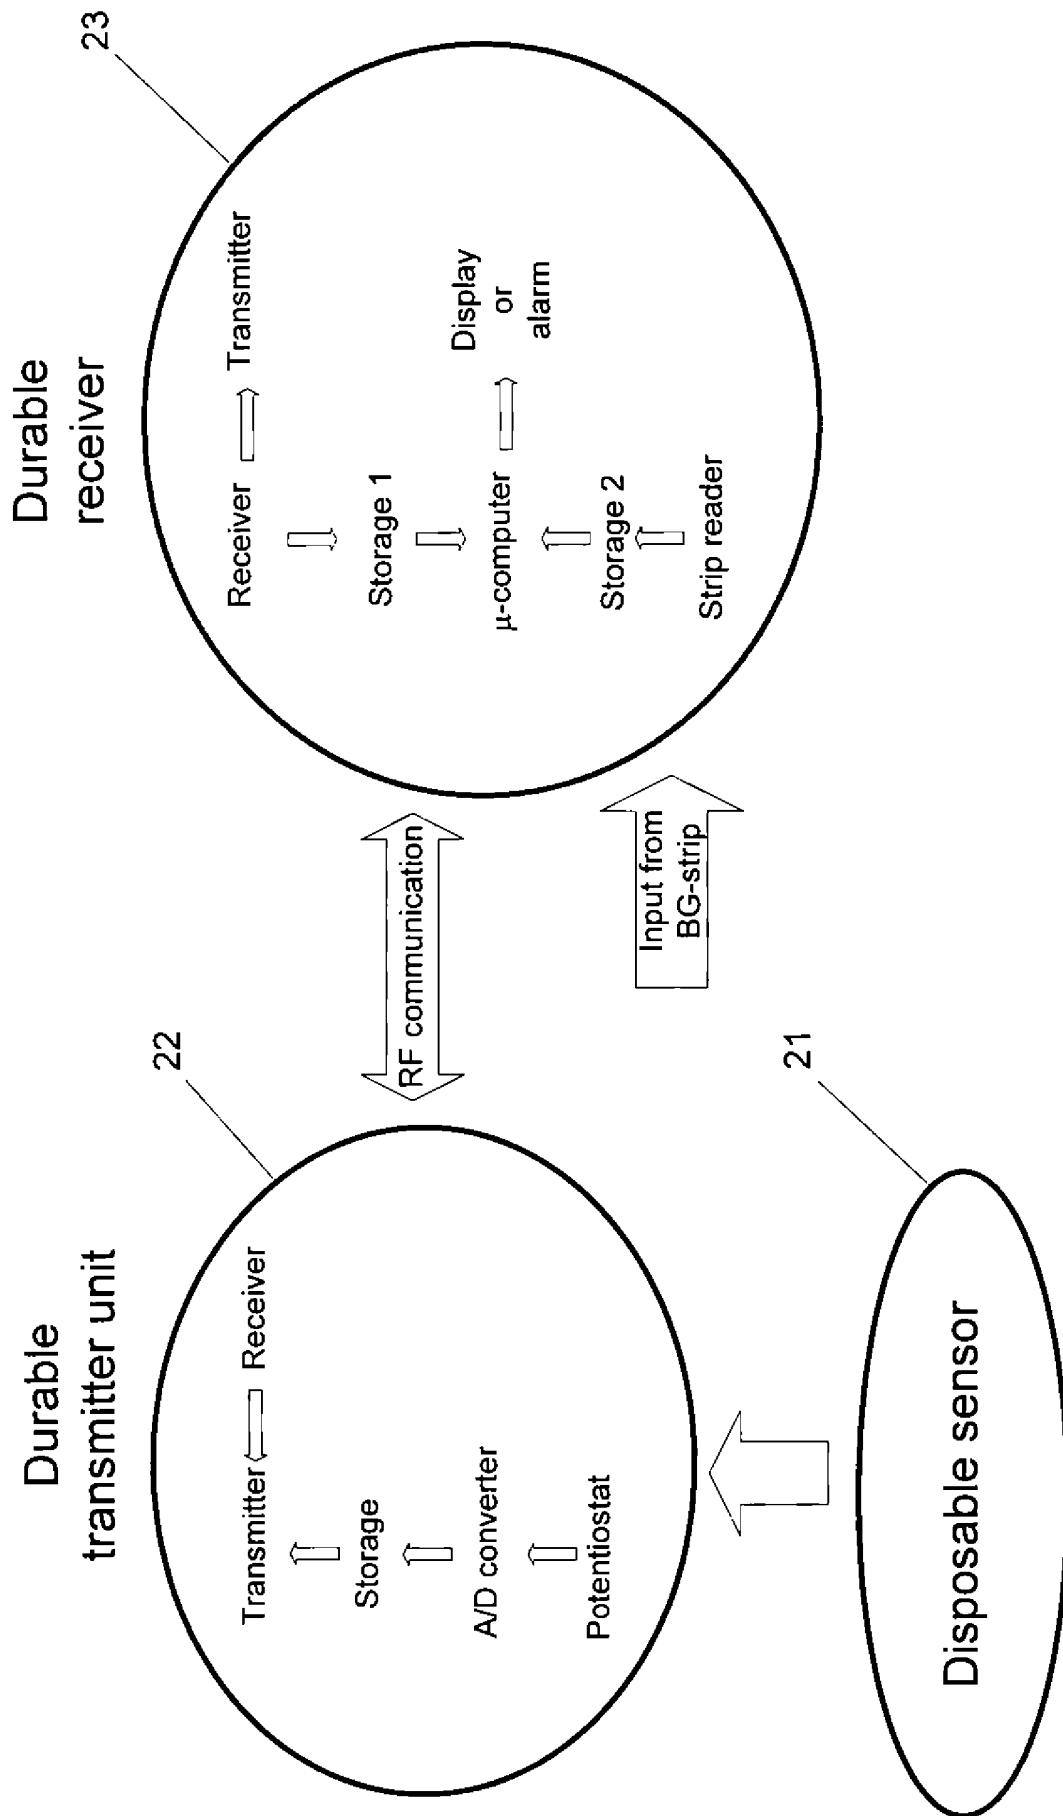 Durable
transmitter unit
22
Transmitter
Receiver
Storage
A/D converter
Potentiostat
Disposable sensor
21
RF communication
Input from
BG-strip
Durable
receiver
23
Receiver
Transmitter
Storage 1
μ-computer
Display
or
alarm
Storage 2
Strip reader